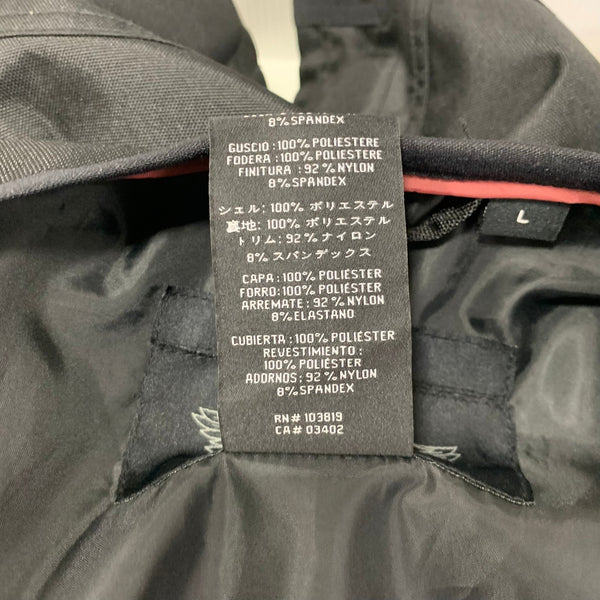 8% SPANDEX
GUSCIO :100% POLIESTERE
FODERA :100% POLIESTERE
FINITURA : 92 % NYLON
8% SPANDEX
シェル: 100% ポリエステル
裏地: 100% ポリエステル
トリム: 92 % ナイロン
8% スパンデックス
CAPA :100% POLIÉSTER
FORRO:100% POLIÉSTER
ARREMATE: 92 % NYLON
8% ELASTANO
CUBIERTA :100% POLIÉSTER
REVESTIMIENTO :
100% POLIÉSTER
ADORNOS: 92 % NYLON
8% SPANDEX
RN# 103819
CA# 03402
L